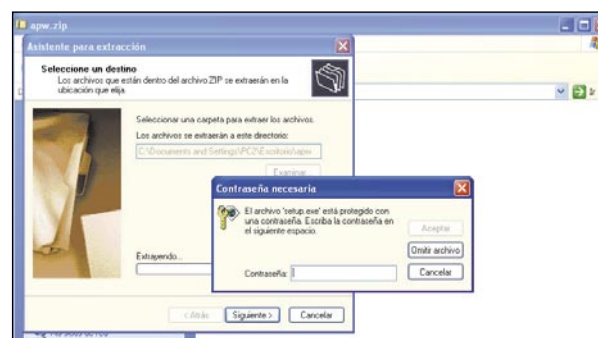 apw.zip
Asistente para extracción
Seleccione un destino
Los archivos que están dentro del archivo ZIP se extraerán en la
ubicación que elija.
Seleccionar una carpeta para extraer los archivos.
Los archivos se extraerán a este directorio:
C:\Documents and Settings\PC2\Escritorio\apw
Examinar...
Contraseña necesaria
El archivo 'setup.exe' está protegido con
una contraseña. Escriba la contraseña en
el siguiente espacio.
Aceptar
Omitir archivo
Contraseña:
Cancelar
Extrayendo...
< Atrás
Siguiente >
Cancelar
Ir